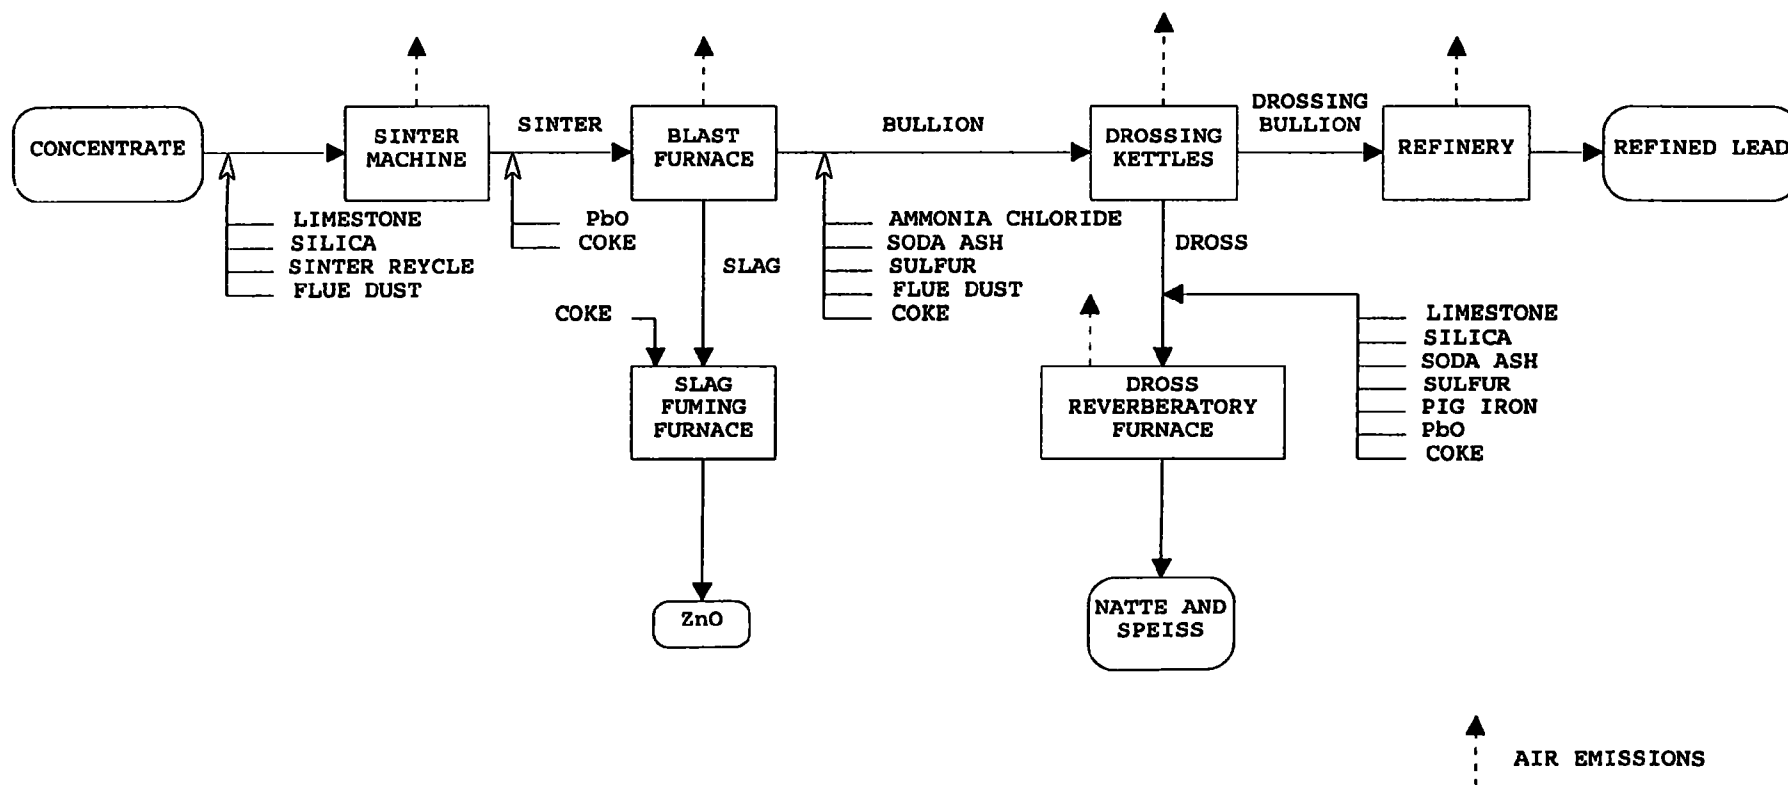 CONCENTRATE
SINTER
MACHINE
SINTER
BLAST
FURNACE
BULLION
DROSSING
KETTLES
DROSSING
BULLION
REFINERY
REFINED LEAD
LIMESTONE
SILICA
SINTER REYCLE
FLUE DUST
PbO
COKE
SLAG
AMMONIA CHLORIDE
SODA ASH
SULFUR
FLUE DUST
COKE
DROSS
COKE
LIMESTONE
SILICA
SODA ASH
SULFUR
PIG IRON
PbO
COKE
SLAG
FUMING
FURNACE
DROSS
REVERBERATORY
FURNACE
ZnO
NATTE AND
SPEISS
AIR EMISSIONS